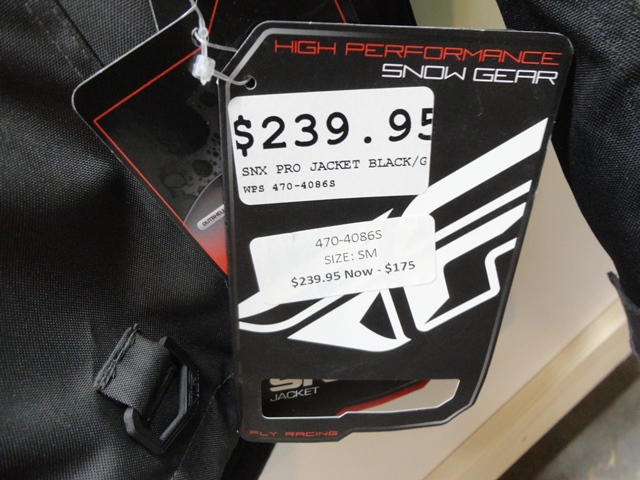 HIGH PERFORMANCE
SNOW GEAR
$239.95
SNX PRO JACKET BLACK/G
WPS 470-4086S
470-4086S
SIZE: SM
$239.95 Now - $175
JACKET
FLY RACING